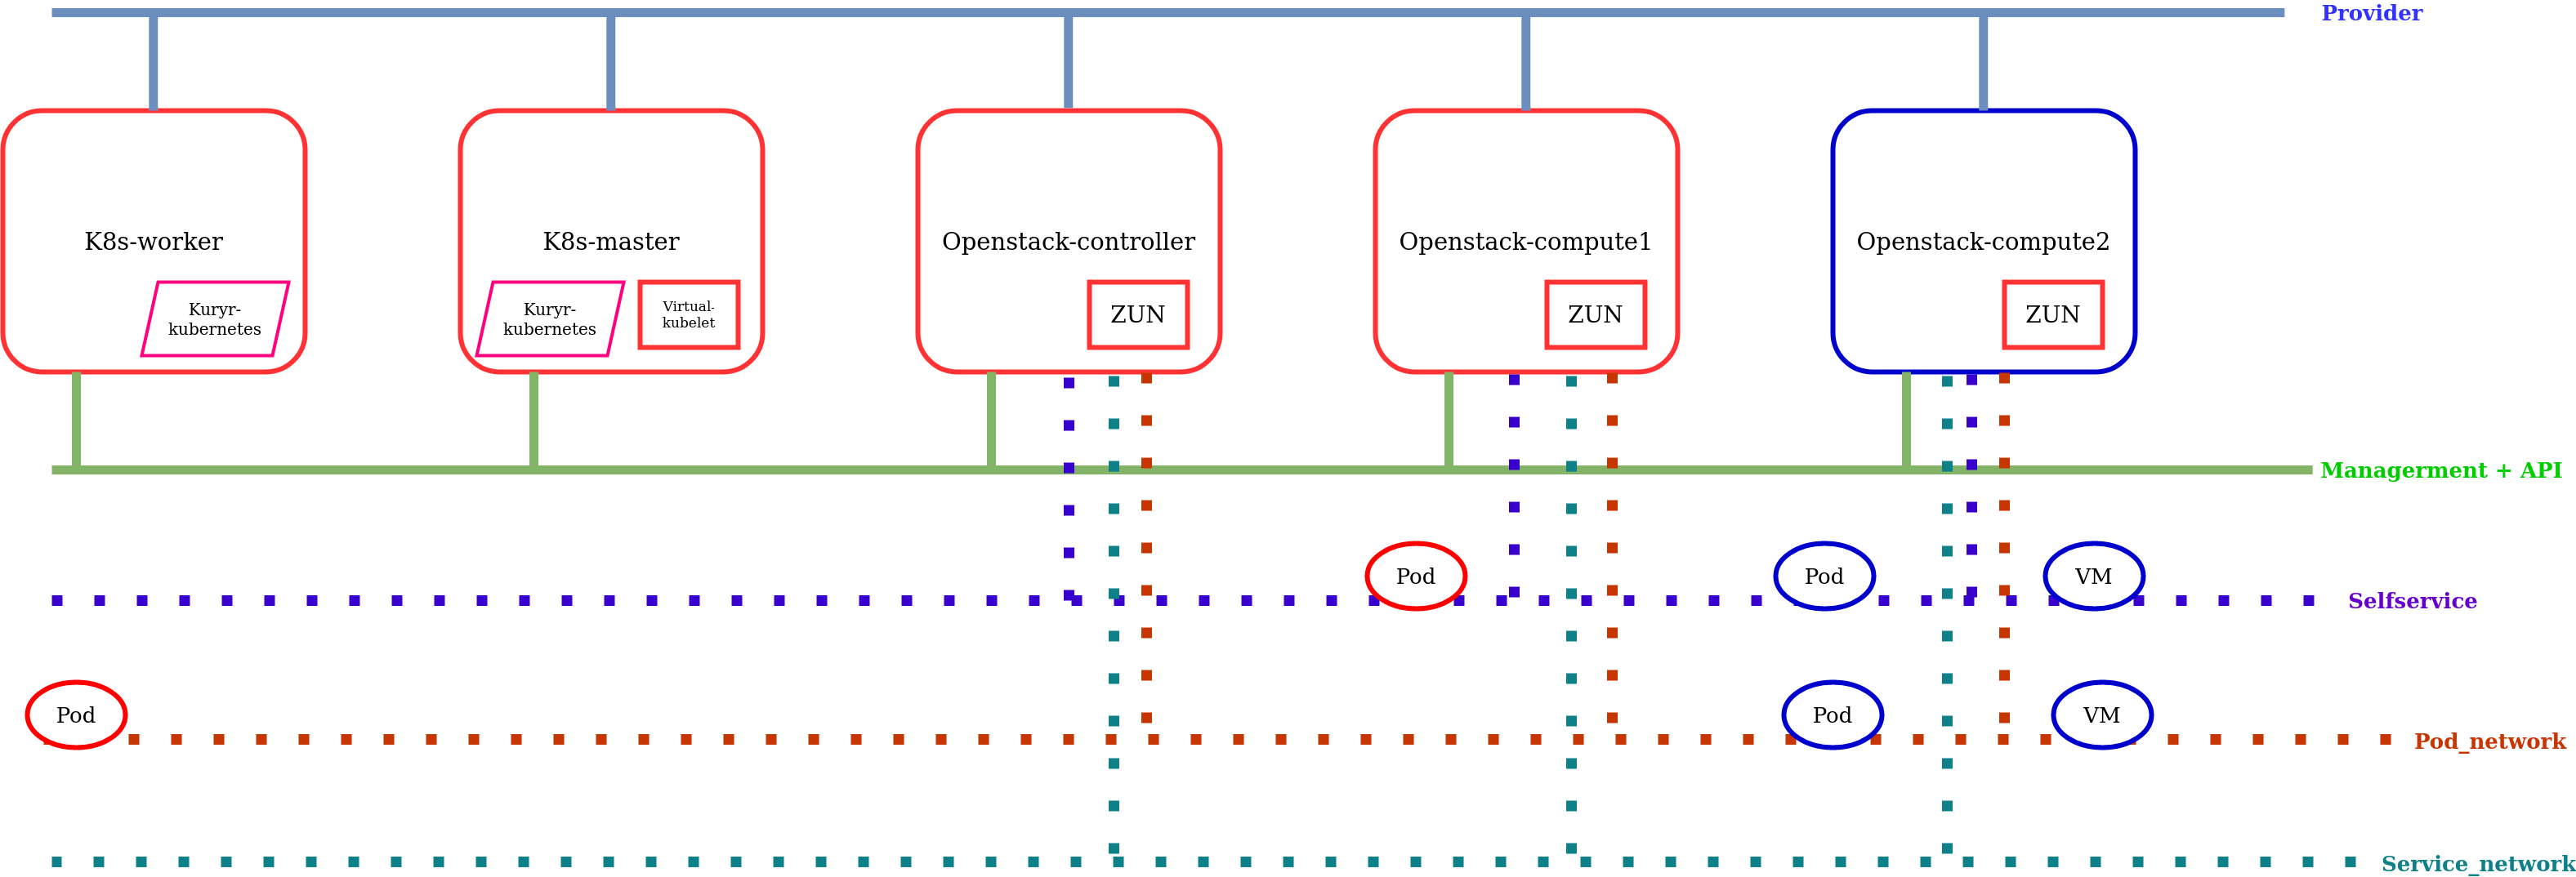 Provider
K8s-worker
K8s-master
Openstack-controller
Openstack-compute1
Openstack-compute2
Kuryr-
kubernetes
Kuryr-
kubernetes
Virtual-
kubelet
ZUN
ZUN
ZUN
Managerment + API
Pod
Pod
VM
Selfservice
Pod
Pod
VM
Pod_network
Service_network